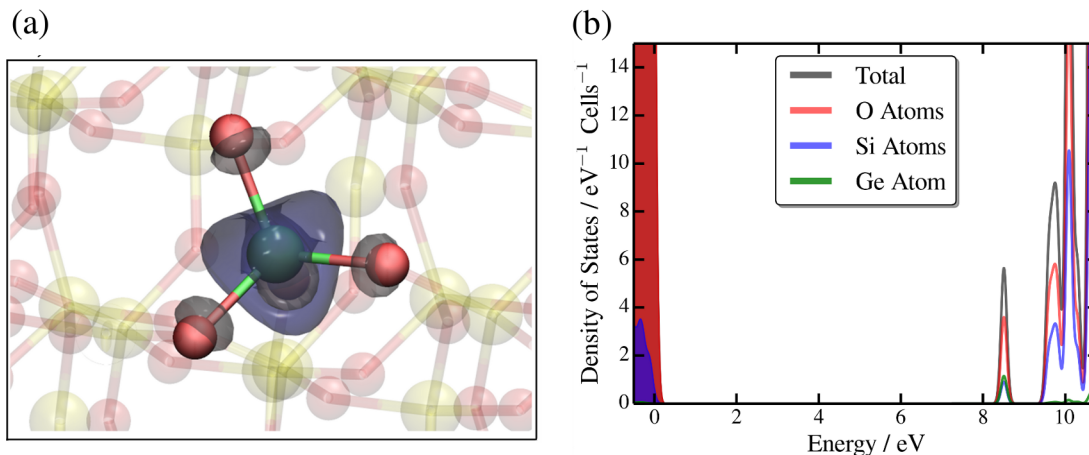 (a)
(b)
14
12
10
8
6
4
2
0
Density of States / eV⁻¹ Cells⁻¹
Total
O Atoms
Si Atoms
Ge Atom
0 2 4 6 8 10
Energy / eV